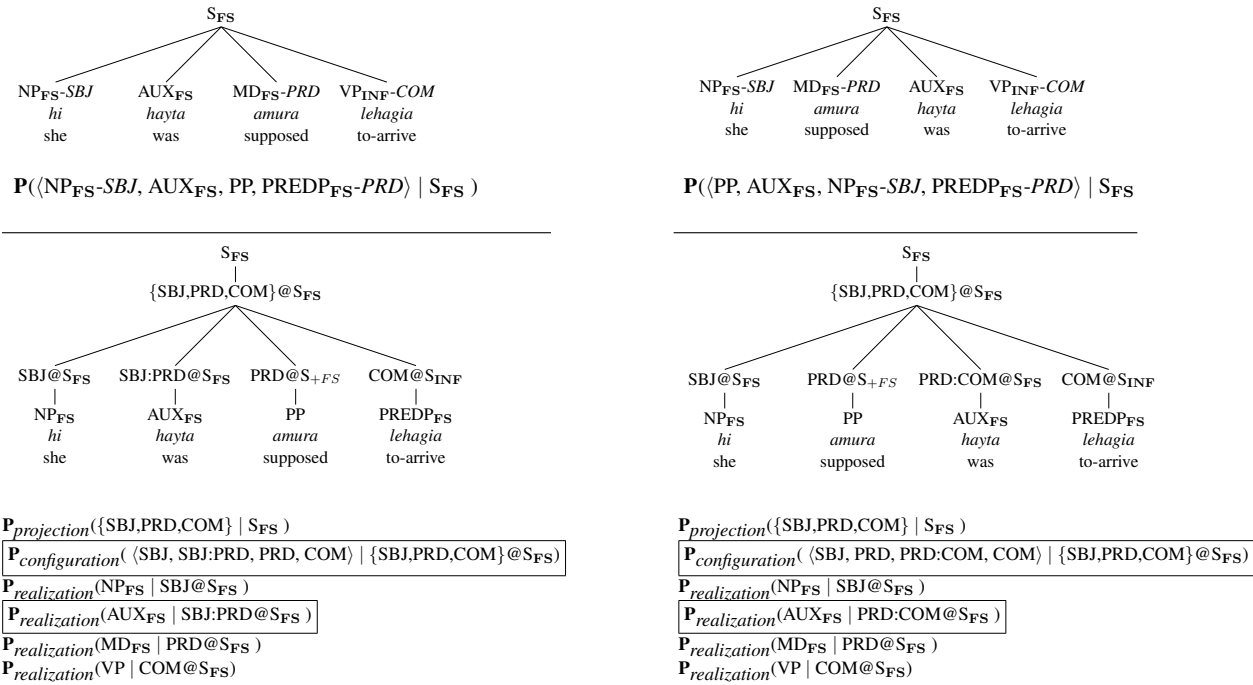 S_FS
NP_FS-SBJ AUX_FS MD_FS-PRD VP_INF-COM
hi hayta amura lehagia
she was supposed to-arrive
P(⟨NP_FS-SBJ, AUX_FS, PP, PREDP_FS-PRD⟩ | S_FS )
S_FS
{SBJ,PRD,COM}@S_FS
SBJ@S_FS SBJ:PRD@S_FS PRD@S_+FS COM@S_INF
NP_FS AUX_FS PP PREDP_FS
hi hayta amura lehagia
she was supposed to-arrive
P_projection({SBJ,PRD,COM} | S_FS )
P_configuration( ⟨SBJ, SBJ:PRD, PRD, COM⟩ | {SBJ,PRD,COM}@S_FS)
P_realization(NP_FS | SBJ@S_FS )
P_realization(AUX_FS | SBJ:PRD@S_FS )
P_realization(MD_FS | PRD@S_FS )
P_realization(VP | COM@S_FS)
S_FS
NP_FS-SBJ MD_FS-PRD AUX_FS VP_INF-COM
hi amura hayta lehagia
she supposed was to-arrive
P(⟨PP, AUX_FS, NP_FS-SBJ, PREDP_FS-PRD⟩ | S_FS
S_FS
{SBJ,PRD,COM}@S_FS
SBJ@S_FS PRD@S_+FS PRD:COM@S_FS COM@S_INF
NP_FS PP AUX_FS PREDP_FS
hi amura hayta lehagia
she supposed was to-arrive
P_projection({SBJ,PRD,COM} | S_FS )
P_configuration( ⟨SBJ, PRD, PRD:COM, COM⟩ | {SBJ,PRD,COM}@S_FS)
P_realization(NP_FS | SBJ@S_FS )
P_realization(AUX_FS | PRD:COM@S_FS )
P_realization(MD_FS | PRD@S_FS )
P_realization(VP | COM@S_FS)